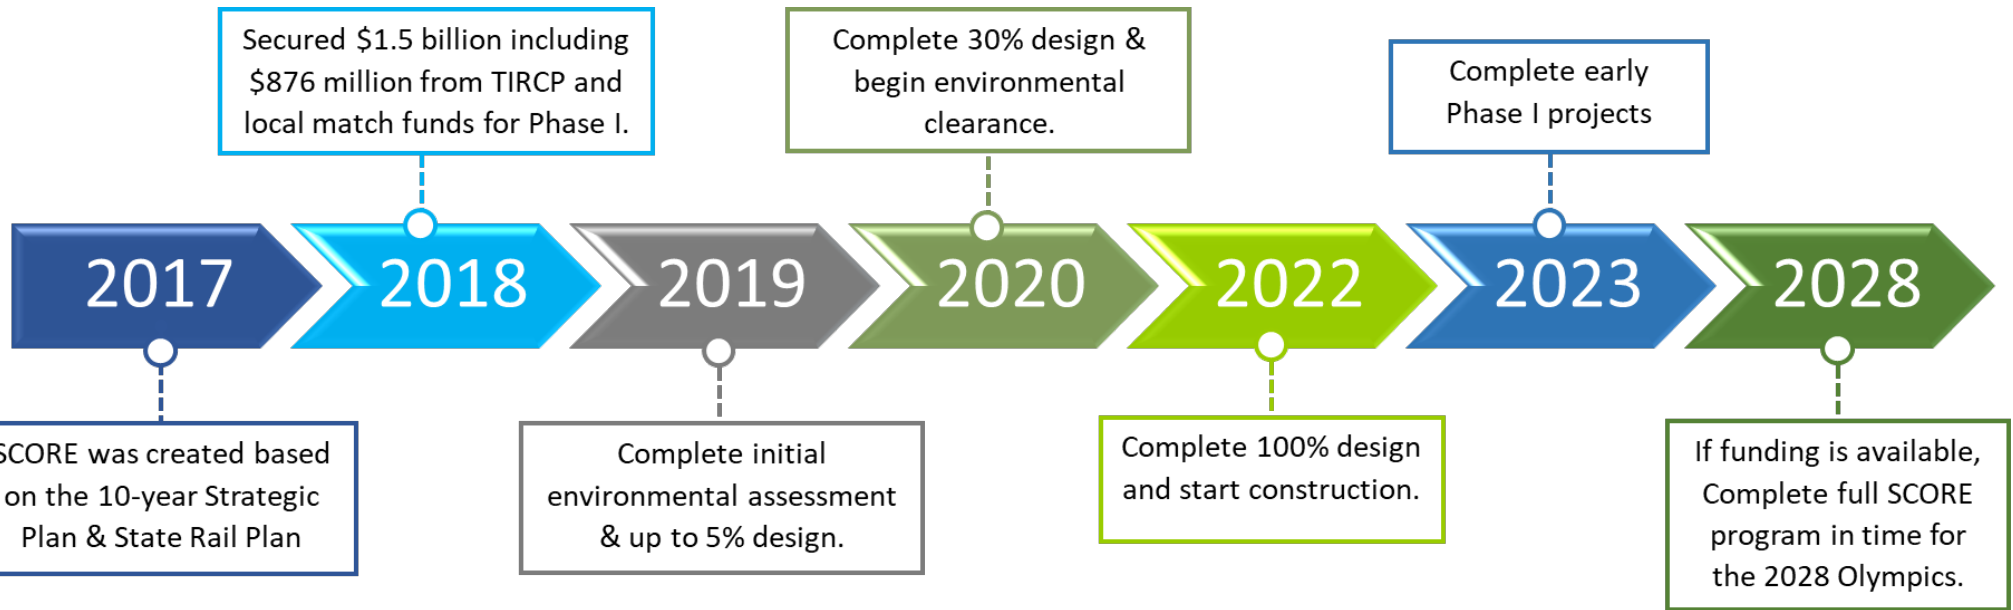 Secured $1.5 billion including
$876 million from TIRCP and
local match funds for Phase I.
Complete 30% design &
begin environmental
clearance.
Complete early
Phase I projects
2017
2018
2019
2020
2022
2023
2028
SCORE was created based
on the 10-year Strategic
Plan & State Rail Plan
Complete initial
environmental assessment
& up to 5% design.
Complete 100% design
and start construction.
If funding is available,
Complete full SCORE
program in time for
the 2028 Olympics.